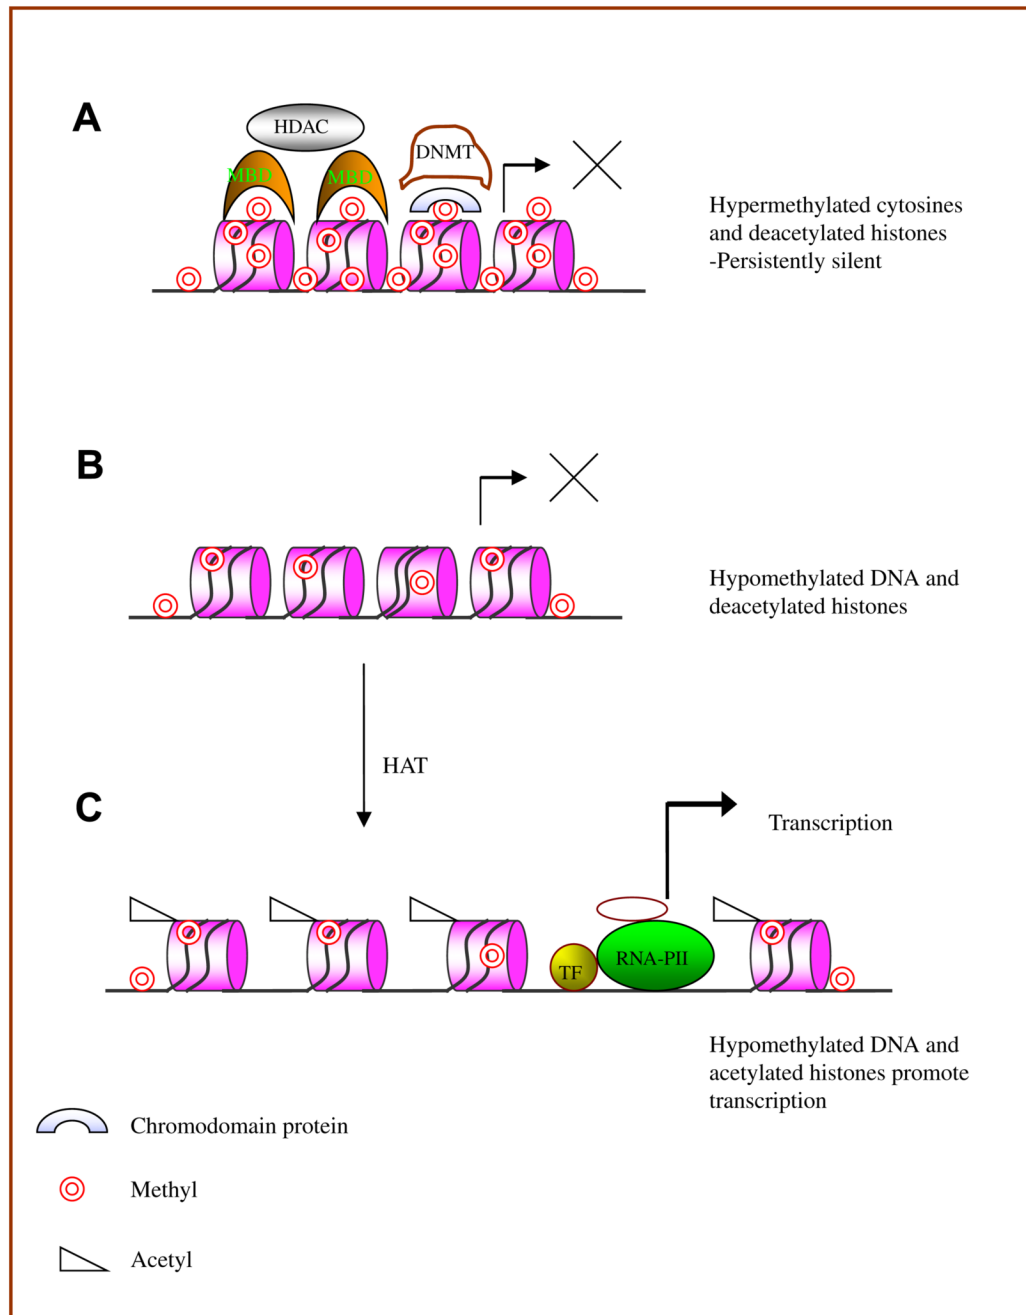 A
HDAC
DNMT
MBD
MBD
Hypermethylated cytosines
and deacetylated histones
-Persistently silent
B
Hypomethylated DNA and
deacetylated histones
HAT
C
Transcription
TF
RNA-PII
Hypomethylated DNA and
acetylated histones promote
transcription
Chromodomain protein
Methyl
Acetyl